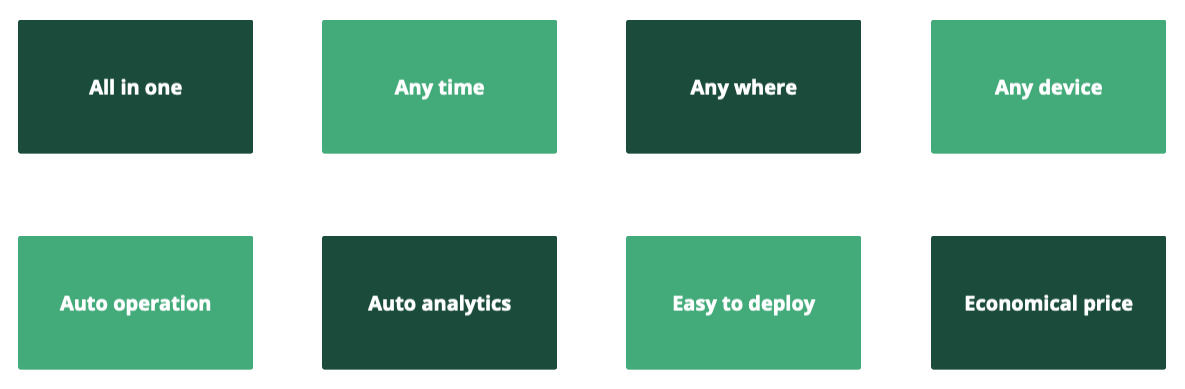 All in one
Any time
Any where
Any device
Auto operation
Auto analytics
Easy to deploy
Economical price